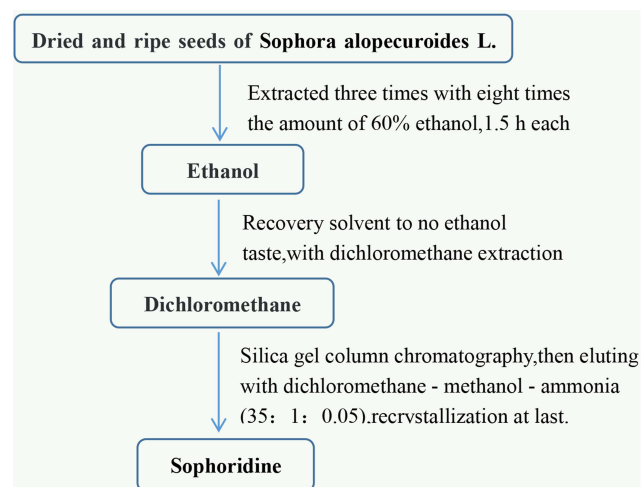 Dried and ripe seeds of Sophora alopecuroides L.
Extracted three times with eight times
the amount of 60% ethanol,1.5 h each
Ethanol
Recovery solvent to no ethanol
taste,with dichloromethane extraction
Dichloromethane
Silica gel column chromatography,then eluting
with dichloromethane - methanol - ammonia
(35：1：0.05),recrystallization at last.
Sophoridine